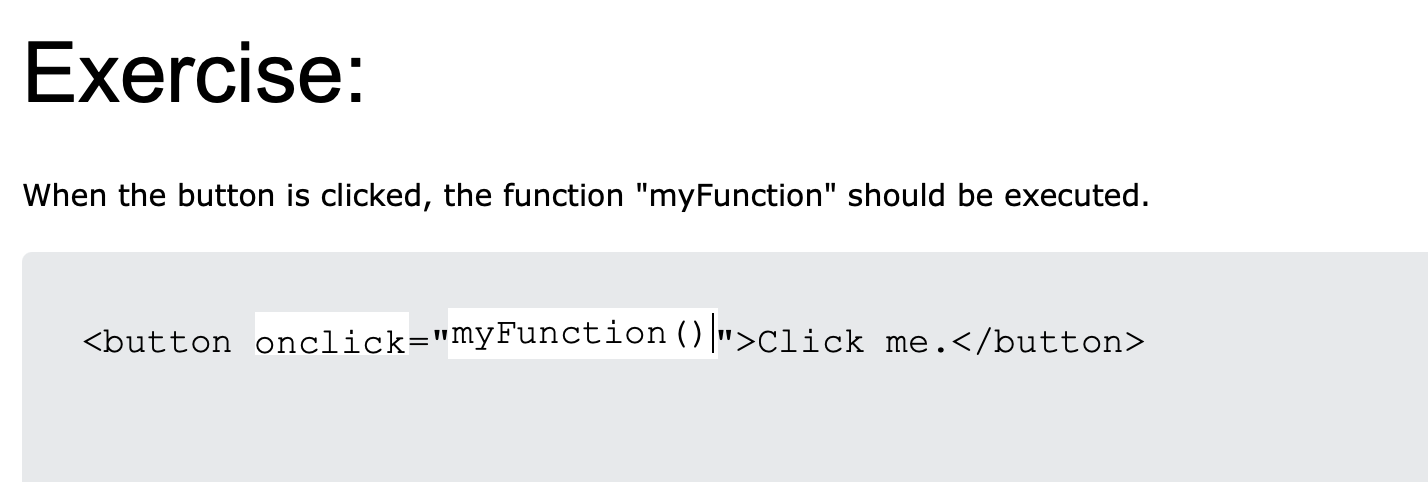 Exercise:
When the button is clicked, the function "myFunction" should be executed.
<button onclick="myFunction()">Click me.</button>